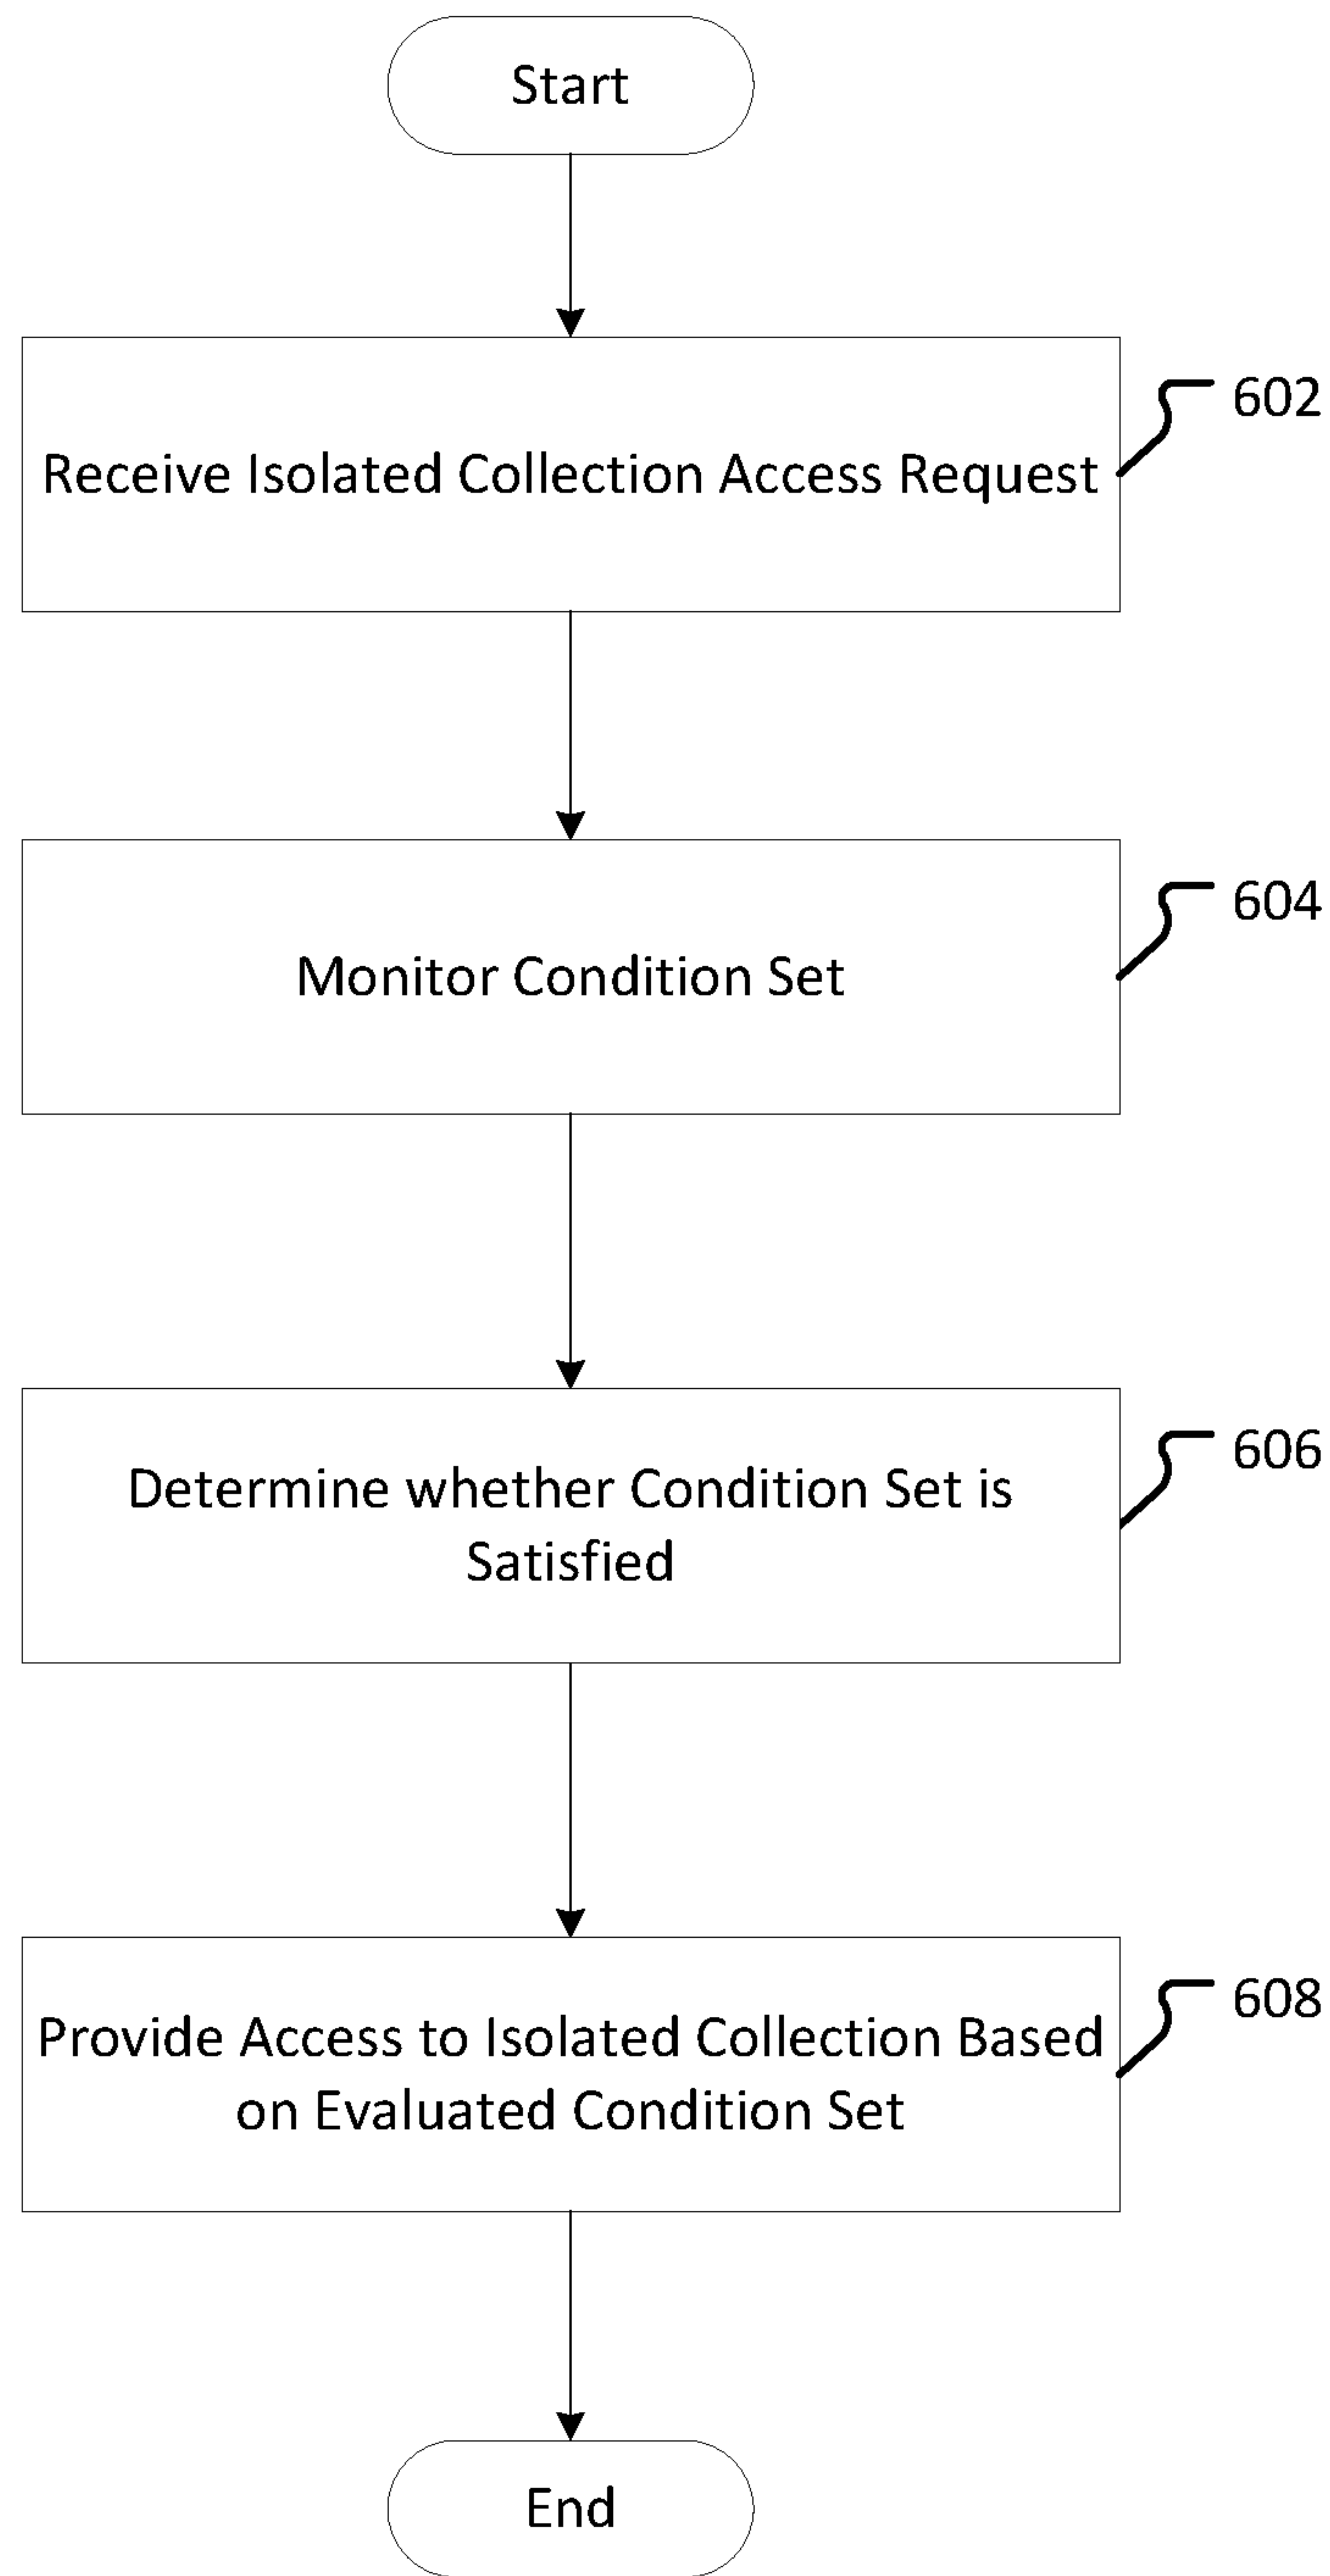 Start
602
Receive Isolated Collection Access Request
604
Monitor Condition Set
606
Determine whether Condition Set is
Satisfied
608
Provide Access to Isolated Collection Based
on Evaluated Condition Set
End